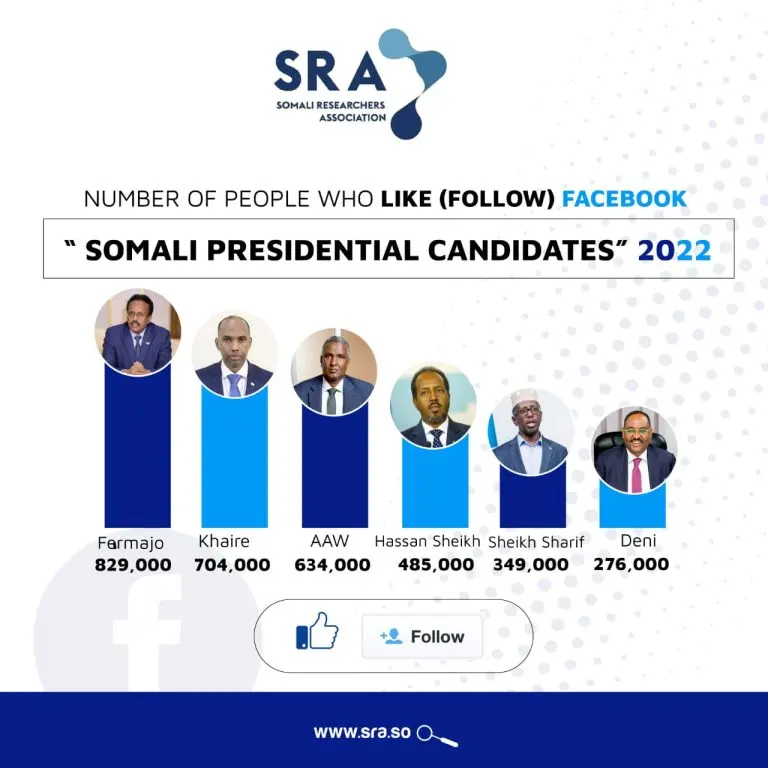 SRA
SOMALI RESEARCHERS
ASSOCIATION
NUMBER OF PEOPLE WHO LIKE (FOLLOW) FACEBOOK
“ SOMALI PRESIDENTIAL CANDIDATES” 2022
Farmajo Khaire AAW Hassan Sheikh Sheikh Sharif Deni
829,000 704,000 634,000 485,000 349,000 276,000
f
Follow
www.sra.so